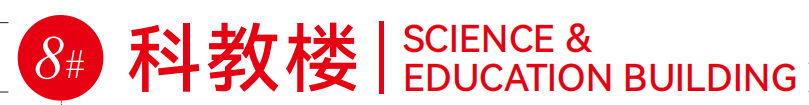 8#
科教楼
SCIENCE &
EDUCATION BUILDING